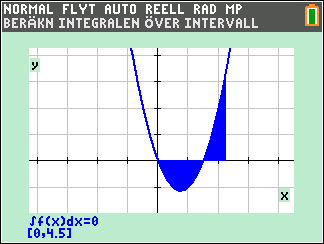 NORMAL FLYT AUTO REELL RAD MP
BERÄKN INTEGRALEN ÖVER INTERVALL
y
x
∫f(x)dx=0
[0,4.5]